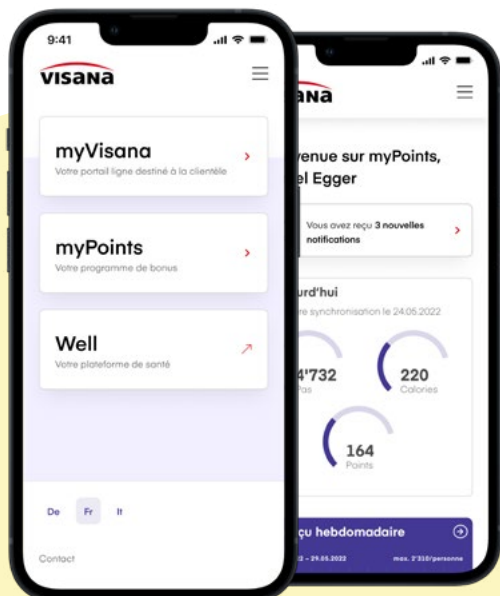 9:41
VISANA
myVisana
Votre portail ligne destiné à la clientèle
myPoints
Votre programme de bonus
Well
Votre plateforme de santé
De Fr It
Contact
ana
venue sur myPoints,
el Egger
Vous avez reçu 3 nouvelles
notifications
urd'hui
re synchronisation le 24.05.2022
4'732
Pas
220
Calories
164
Points
çu hebdomadaire
– 29.05.2022 max. 2'310/personne